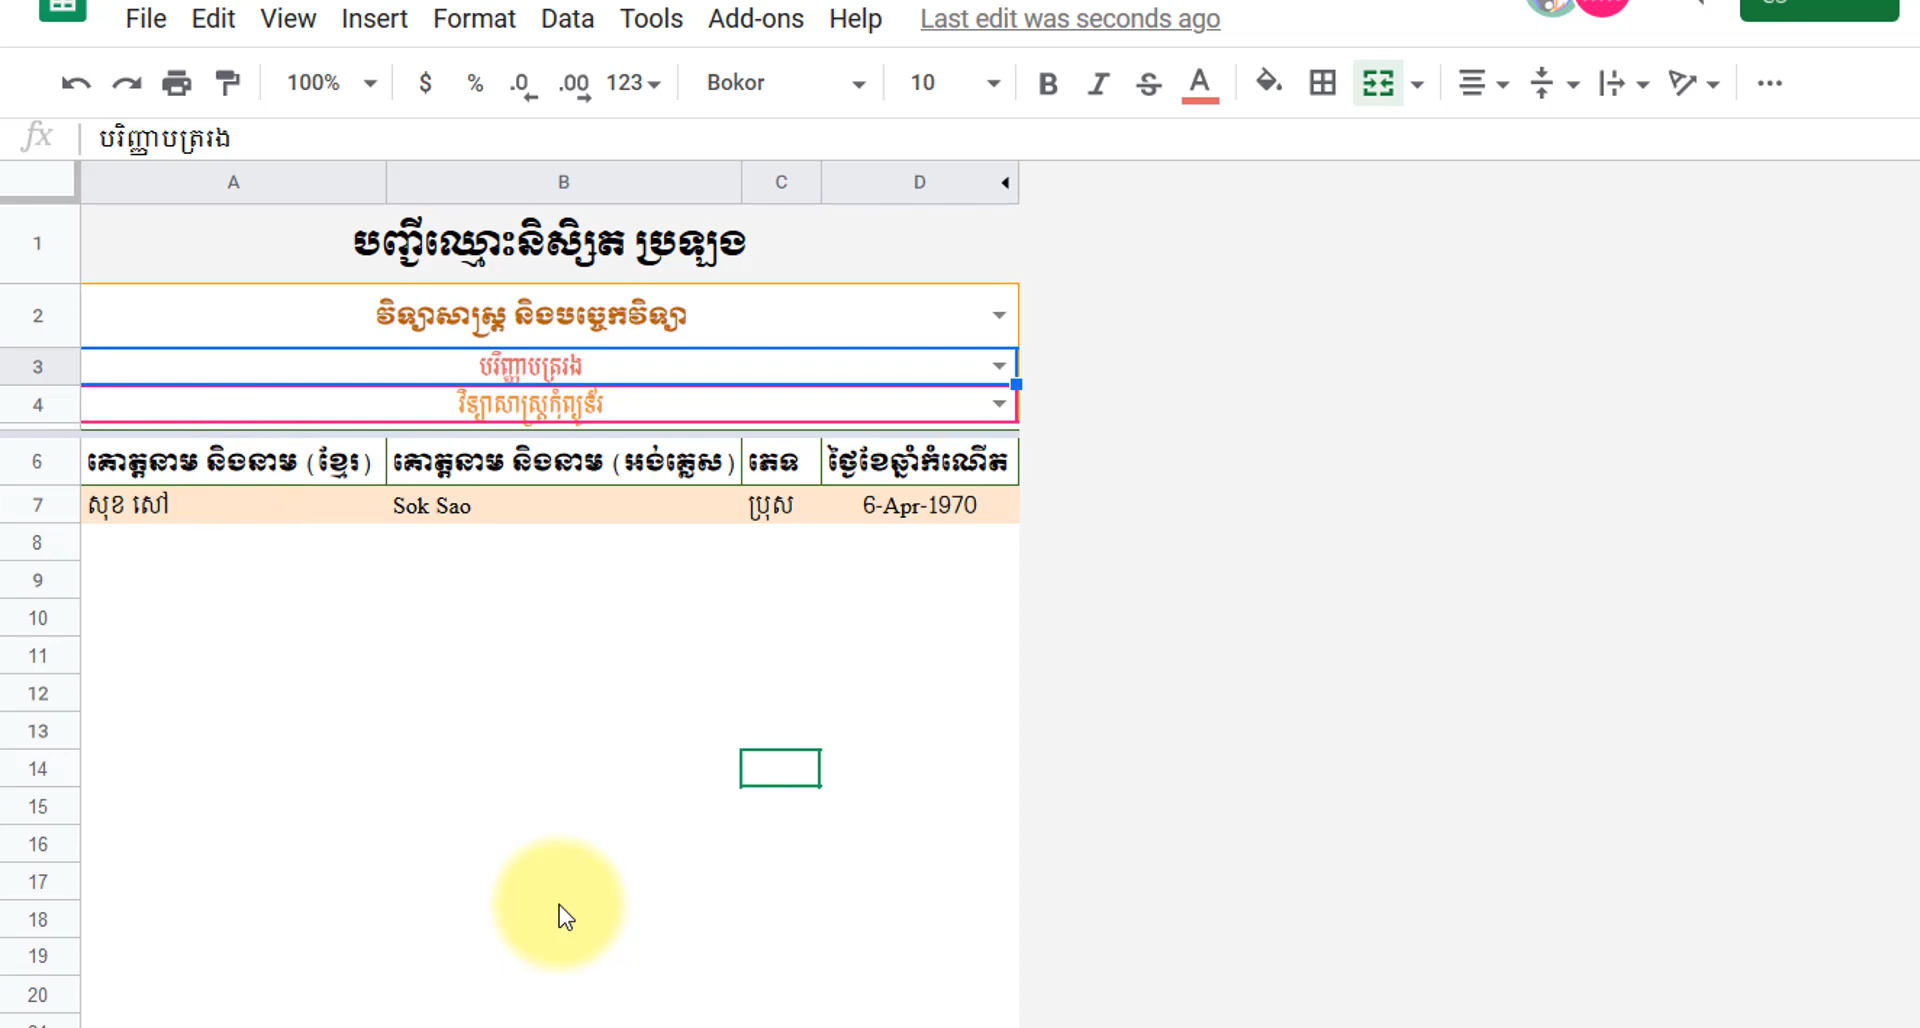 File Edit View Insert Format Data Tools Add-ons Help Last edit was seconds ago
100% $ % .0 .00 123 Bokor 10 B I S A
fx បរិញ្ញាបត្ររង
A B C D
1 បញ្ជីឈ្មោះនិសិ្សត ប្រឡង
2 វិទ្យាសាស្ត្រ និងបច្ចេកវិទ្យា
3 បរិញ្ញាបត្ររង
4 វិទ្យាសាស្ត្រកុំព្យូទ័រ
6 គោត្តនាម និងនាម (ខ្មែរ) គោត្តនាម និងនាម (អង់គ្លេស) ភេទ ថ្ងៃខែឆ្នាំកំណើត
7 សុខ សៅ Sok Sao ប្រុស 6-Apr-1970
8
9
10
11
12
13
14
15
16
17
18
19
20